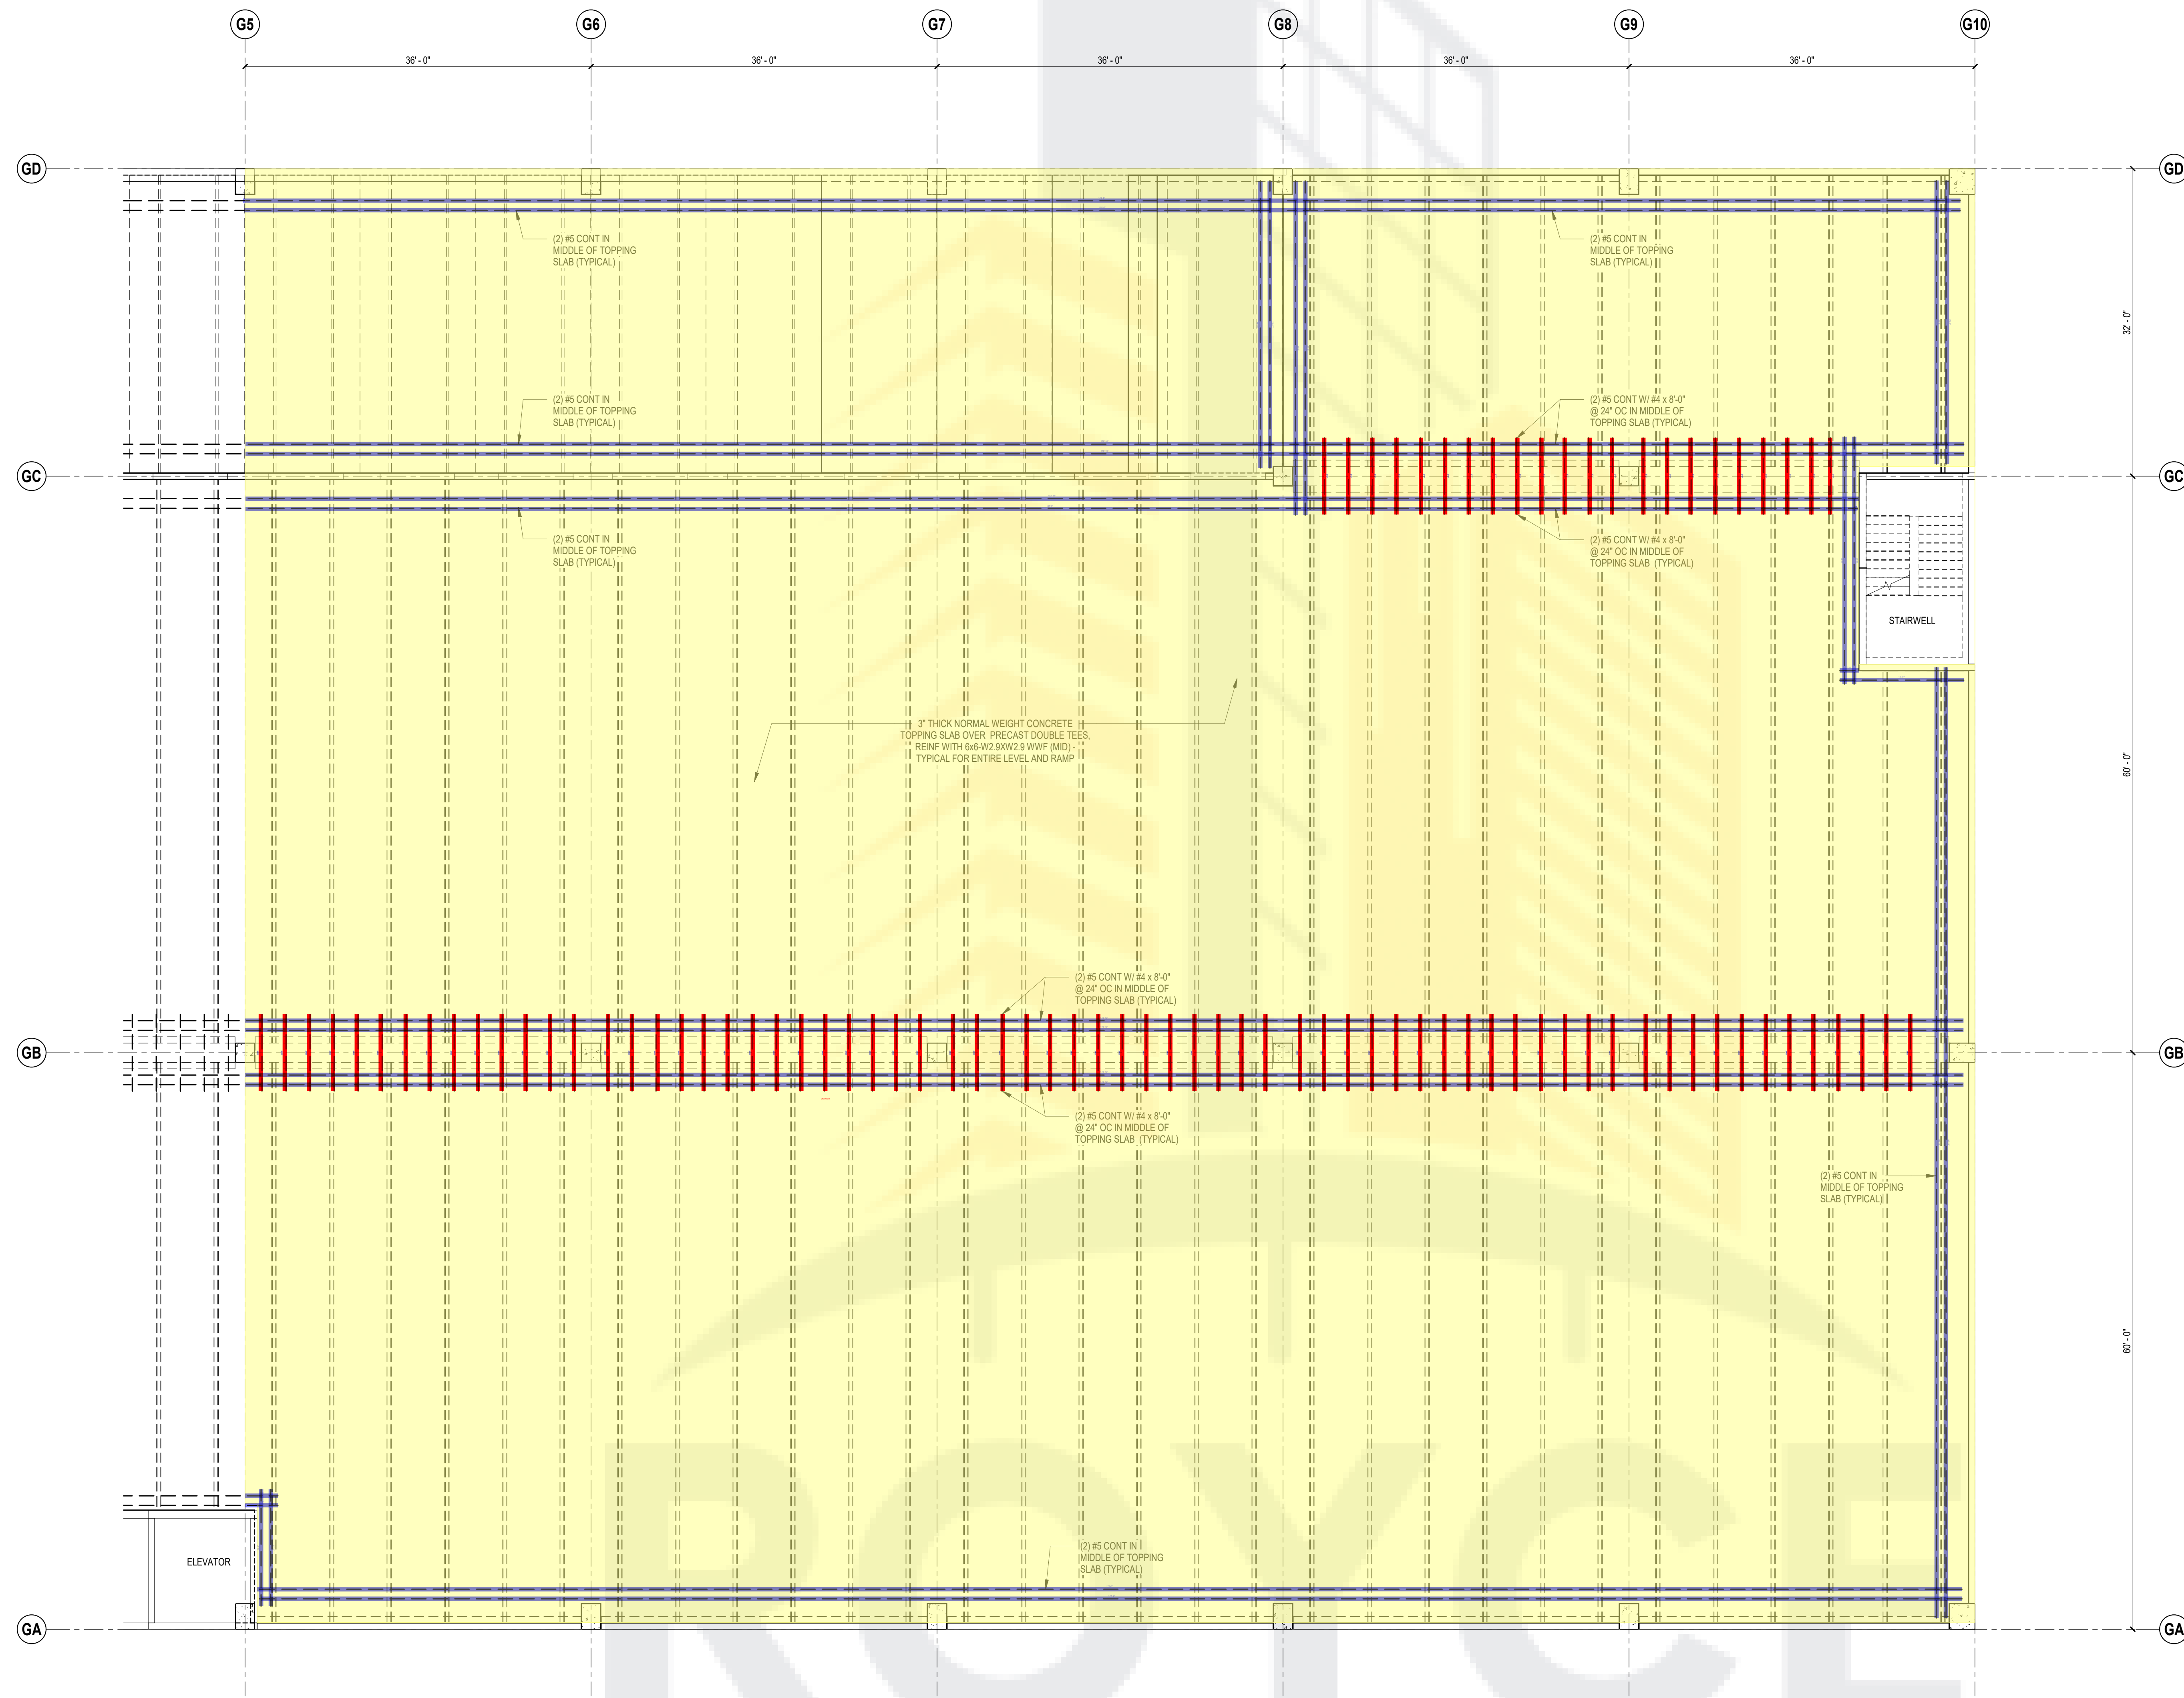 G5
G6
G7
G8
G9
G10
36' - 0"
36' - 0"
36' - 0"
36' - 0"
36' - 0"
GD
GD
(2) #5 CONT IN
MIDDLE OF TOPPING
SLAB (TYPICAL)
(2) #5 CONT IN
MIDDLE OF TOPPING
SLAB (TYPICAL)
32' - 0"
(2) #5 CONT IN
MIDDLE OF TOPPING
SLAB (TYPICAL)
(2) #5 CONT W/ #4 x 8'-0"
@ 24" OC IN MIDDLE OF
TOPPING SLAB (TYPICAL)
GC
GC
(2) #5 CONT IN
MIDDLE OF TOPPING
SLAB (TYPICAL)
(2) #5 CONT W/ #4 x 8'-0"
@ 24" OC IN MIDDLE OF
TOPPING SLAB (TYPICAL)
STAIRWELL
3" THICK NORMAL WEIGHT CONCRETE
TOPPING SLAB OVER PRECAST DOUBLE TEES,
REINF WITH 6x6-W2.9XW2.9 WWF (MID) -
TYPICAL FOR ENTIRE LEVEL AND RAMP
60' - 0"
(2) #5 CONT W/ #4 x 8'-0"
@ 24" OC IN MIDDLE OF
TOPPING SLAB (TYPICAL)
GB
GB
(2) #5 CONT W/ #4 x 8'-0"
@ 24" OC IN MIDDLE OF
TOPPING SLAB (TYPICAL)
(2) #5 CONT IN
MIDDLE OF TOPPING
SLAB (TYPICAL)
60' - 0"
ELEVATOR
(2) #5 CONT IN
MIDDLE OF TOPPING
SLAB (TYPICAL)
GA
GA
ROYCE